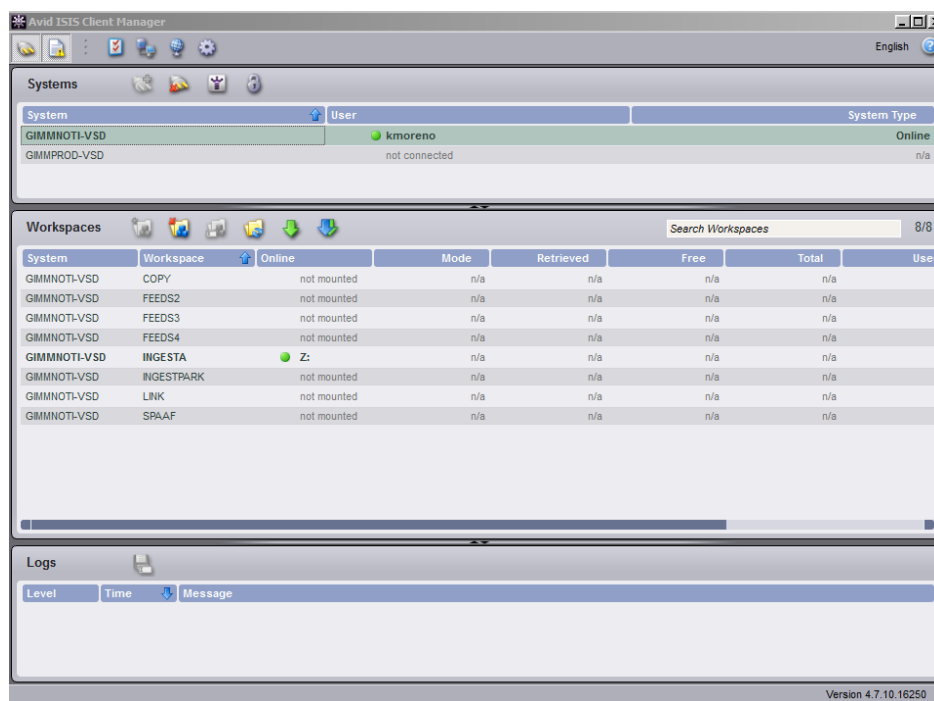 Avid ISIS Client Manager
English
Systems
System User System Type
GIMMNOTI-VSD kmoreno Online
GIMMPROD-VSD not connected n/a
Workspaces Search Workspaces 8/8
System Workspace Online Mode Retrieved Free Total Use
GIMMNOTI-VSD COPY not mounted n/a n/a n/a n/a
GIMMNOTI-VSD FEEDS2 not mounted n/a n/a n/a n/a
GIMMNOTI-VSD FEEDS3 not mounted n/a n/a n/a n/a
GIMMNOTI-VSD FEEDS4 not mounted n/a n/a n/a n/a
GIMMNOTI-VSD INGESTA Z: n/a n/a n/a n/a
GIMMNOTI-VSD INGESTPARK not mounted n/a n/a n/a n/a
GIMMNOTI-VSD LINK not mounted n/a n/a n/a n/a
GIMMNOTI-VSD SPAAF not mounted n/a n/a n/a n/a
Logs
Level Time Message
Version 4.7.10.16250